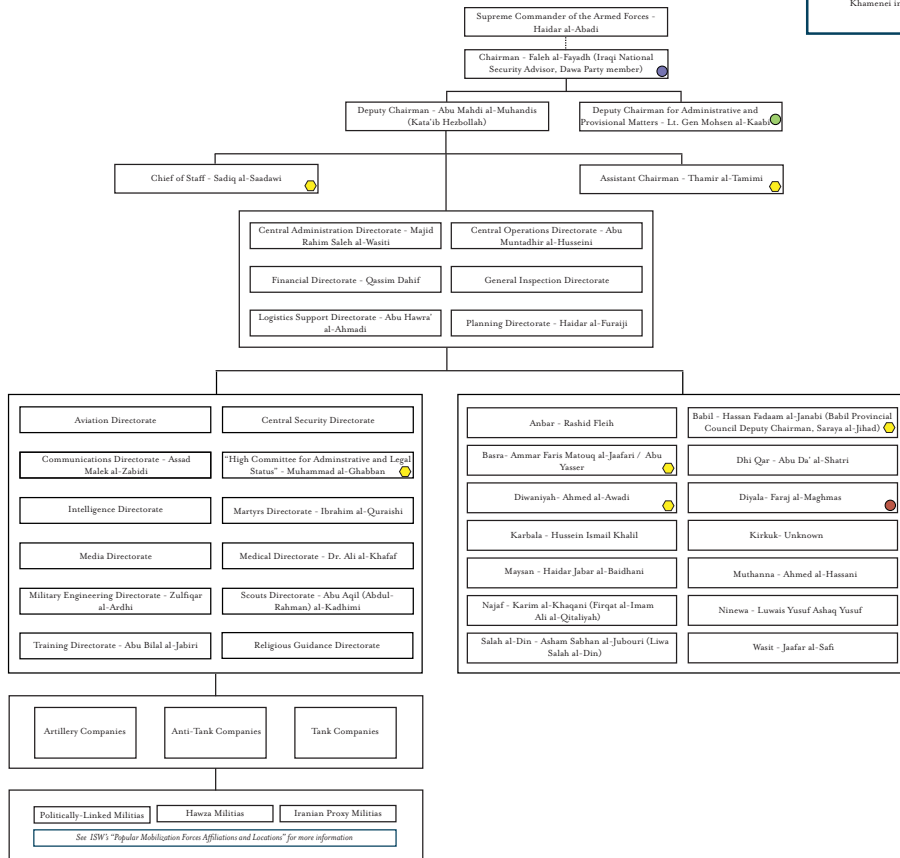 Khamenei in
Supreme Commander of the Armed Forces -
Haidar al-Abadi
Chairman - Faleh al-Fayadh (Iraqi National
Security Advisor, Dawa Party member)
Deputy Chairman - Abu Mahdi al-Muhandis
(Kata'ib Hezbollah)
Deputy Chairman for Administrative and
Provisional Matters - Lt. Gen Mohsen al-Kaabi
Chief of Staff - Sadiq al-Saadawi
Assistant Chairman - Thamir al-Tamimi
Central Administration Directorate - Majid
Rahim Saleh al-Wasiti
Central Operations Directorate - Abu
Muntadhir al-Husseini
Financial Directorate - Qassim Dahif
General Inspection Directorate
Logistics Support Directorate - Abu Hawra'
al-Ahmadi
Planning Directorate - Haidar al-Furaiji
Aviation Directorate
Central Security Directorate
Communications Directorate - Assad
Malek al-Zabidi
"High Committee for Adminstrative and Legal
Status" - Muhammad al-Ghabban
Intelligence Directorate
Martyrs Directorate - Ibrahim al-Quraishi
Media Directorate
Medical Directorate - Dr. Ali al-Khafaf
Military Engineering Directorate - Zulfiqar
al-Ardhi
Scouts Directorate - Abu Aqil (Abdul-
Rahman) al-Kadhimi
Training Directorate - Abu Bilal al-Jabiri
Religious Guidance Directorate
Anbar - Rashid Fleih
Babil - Hassan Fadaam al-Janabi (Babil Provincial
Council Deputy Chairman, Saraya al-Jihad)
Basra- Ammar Faris Matouq al-Jaafari / Abu
Yasser
Dhi Qar - Abu Da' al-Shatri
Diwaniyah- Ahmed al-Awadi
Diyala- Faraj al-Maghmas
Karbala - Hussein Ismail Khalil
Kirkuk- Unknown
Maysan - Haidar Jabar al-Baidhani
Muthanna - Ahmed al-Hassani
Najaf - Karim al-Khaqani (Firqat al-Imam
Ali al-Qitaliyah)
Ninewa - Luwais Yusuf Ashaq Yusuf
Salah al-Din - Asham Sabhan al-Jubouri (Liwa
Salah al-Din)
Wasit - Jaafar al-Safi
Artillery Companies
Anti-Tank Companies
Tank Companies
Politically-Linked Militias
Hawza Militias
Iranian Proxy Militias
See ISW's "Popular Mobilization Forces Affiliations and Locations" for more information